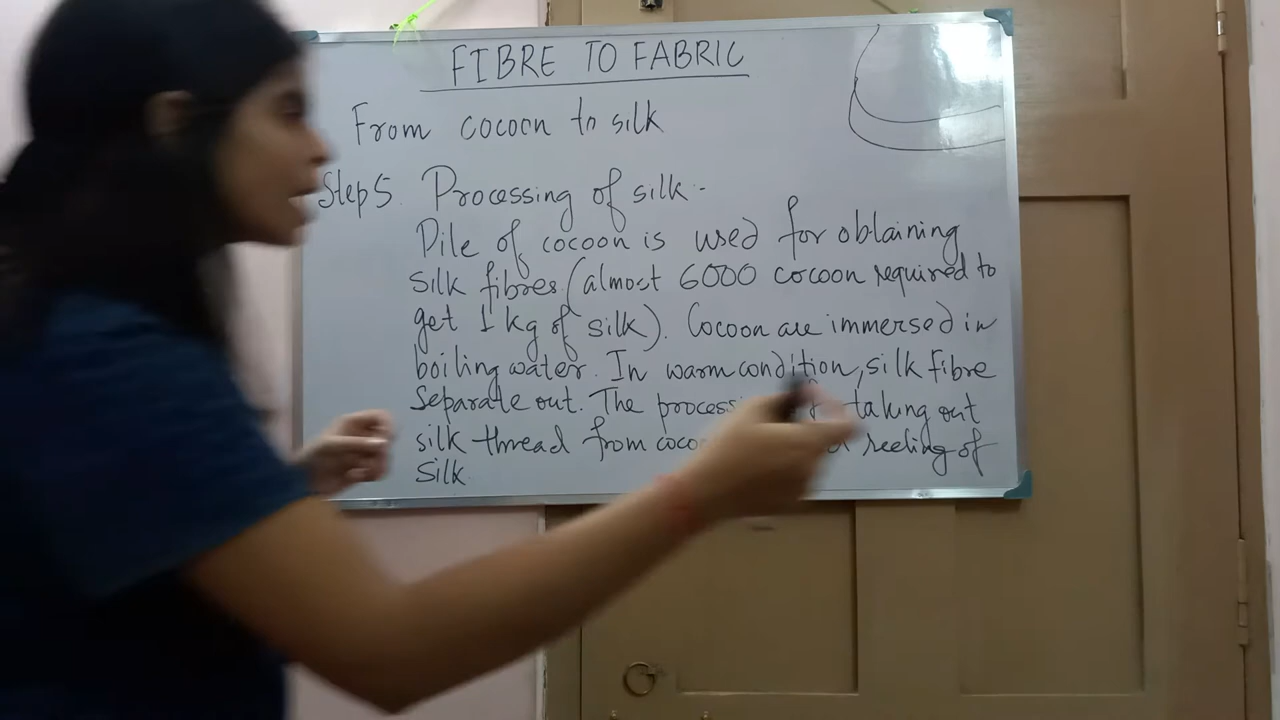 FIBRE TO FABRIC
From cocoon to silk
Step 5. Processing of silk:-
Pile of cocoon is used for obtaining
silk fibres (almost 6000 cocoon required to
get 1 kg of silk). Cocoon are immersed in
boiling water. In warm condition, silk fibre
separate out. The process taking out
silk thread from reeling of
silk.